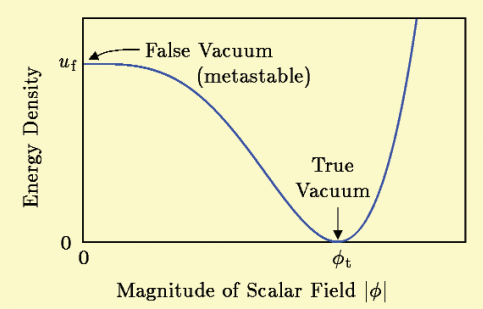 u_f
False Vacuum
(metastable)
Energy Density
True
Vacuum
0
0
ϕ_t
Magnitude of Scalar Field |ϕ|